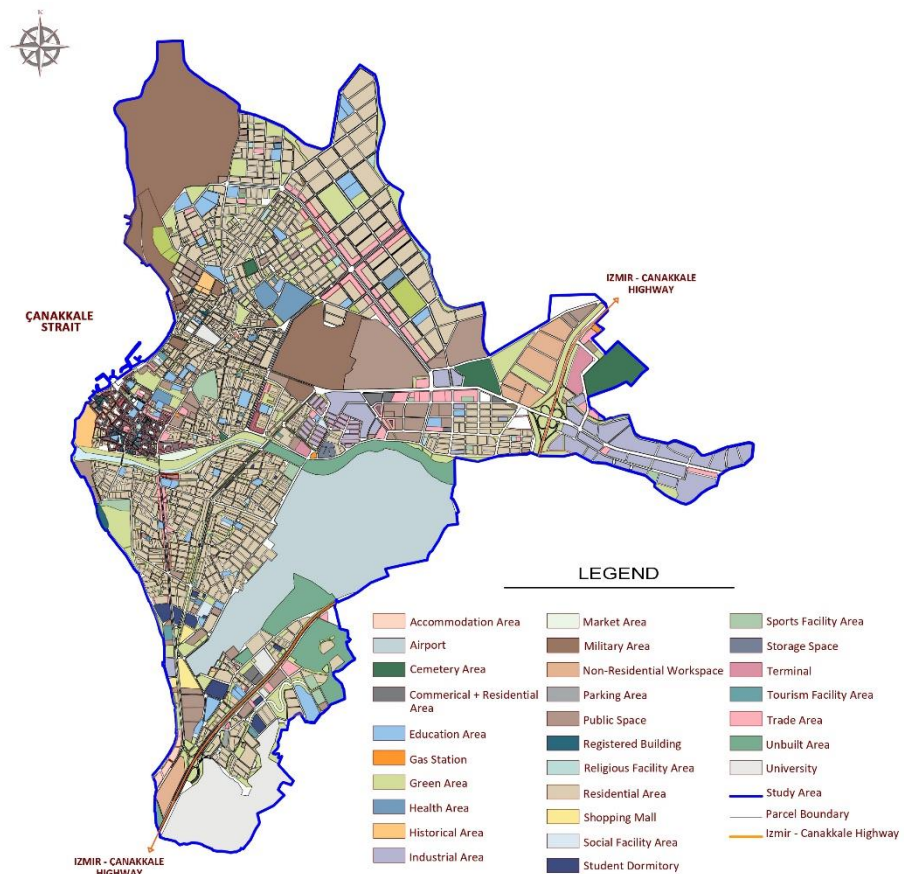 IZMIR - ÇANAKKALE
HIGHWAY
ÇANAKKALE
STRAIT
IZMIR - ÇANAKKALE
HIGHWAY
LEGEND
Accommodation Area
Airport
Cemetery Area
Commerical + Residential
Area
Education Area
Gas Station
Green Area
Health Area
Historical Area
Industrial Area
Market Area
Military Area
Non-Residential Workspace
Parking Area
Public Space
Registered Building
Religious Facility Area
Residential Area
Shopping Mall
Social Facility Area
Student Dormitory
Sports Facility Area
Storage Space
Terminal
Tourism Facility Area
Trade Area
Unbuilt Area
University
Study Area
Parcel Boundary
Izmir - Canakkale Highway